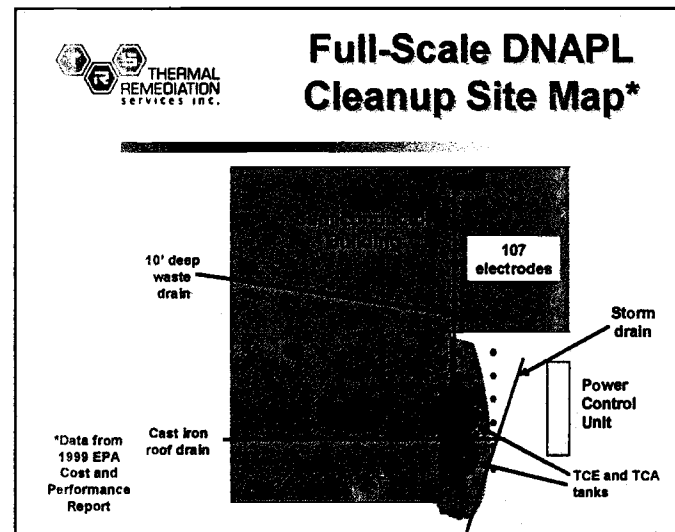 THERMAL
REMEDIATION
services inc.
Full-Scale DNAPL
Cleanup Site Map*
107
electrodes
10' deep
waste
drain
Storm
drain
Power
Control
Unit
Cast iron
roof drain
TCE and TCA
tanks
*Data from
1999 EPA
Cost and
Performance
Report